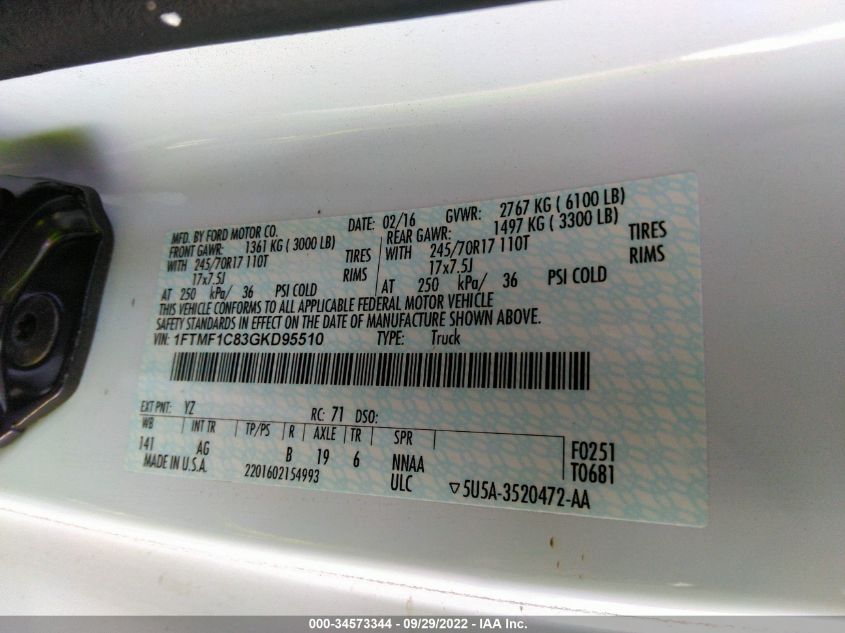 MFD. BY FORD MOTOR CO. DATE: 02/16 GVWR: 2767 KG ( 6100 LB)
FRONT GAWR: 1361 KG ( 3000 LB) REAR GAWR: 1497 KG ( 3300 LB)
WITH 245/70R17 110T TIRES WITH 245/70R17 110T TIRES
17x7.5J RIMS 17x7.5J RIMS
AT 250 kPa/ 36 PSI COLD AT 250 kPa/ 36 PSI COLD
THIS VEHICLE CONFORMS TO ALL APPLICABLE FEDERAL MOTOR VEHICLE
SAFETY STANDARDS IN EFFECT ON THE DATE OF MANUFACTURE SHOWN ABOVE.
VIN: 1FTMF1C83GKD95510 TYPE: Truck
EXT PNT: YZ RC: 71 DSO:
WB INT TR TP/PS R AXLE TR SPR F0251
141 AG B 19 6 NNAA T0681
MADE IN U.S.A. 2201602154993 ULC ▽5U5A-3520472-AA
000-34573344 - 09/29/2022 - IAA Inc.